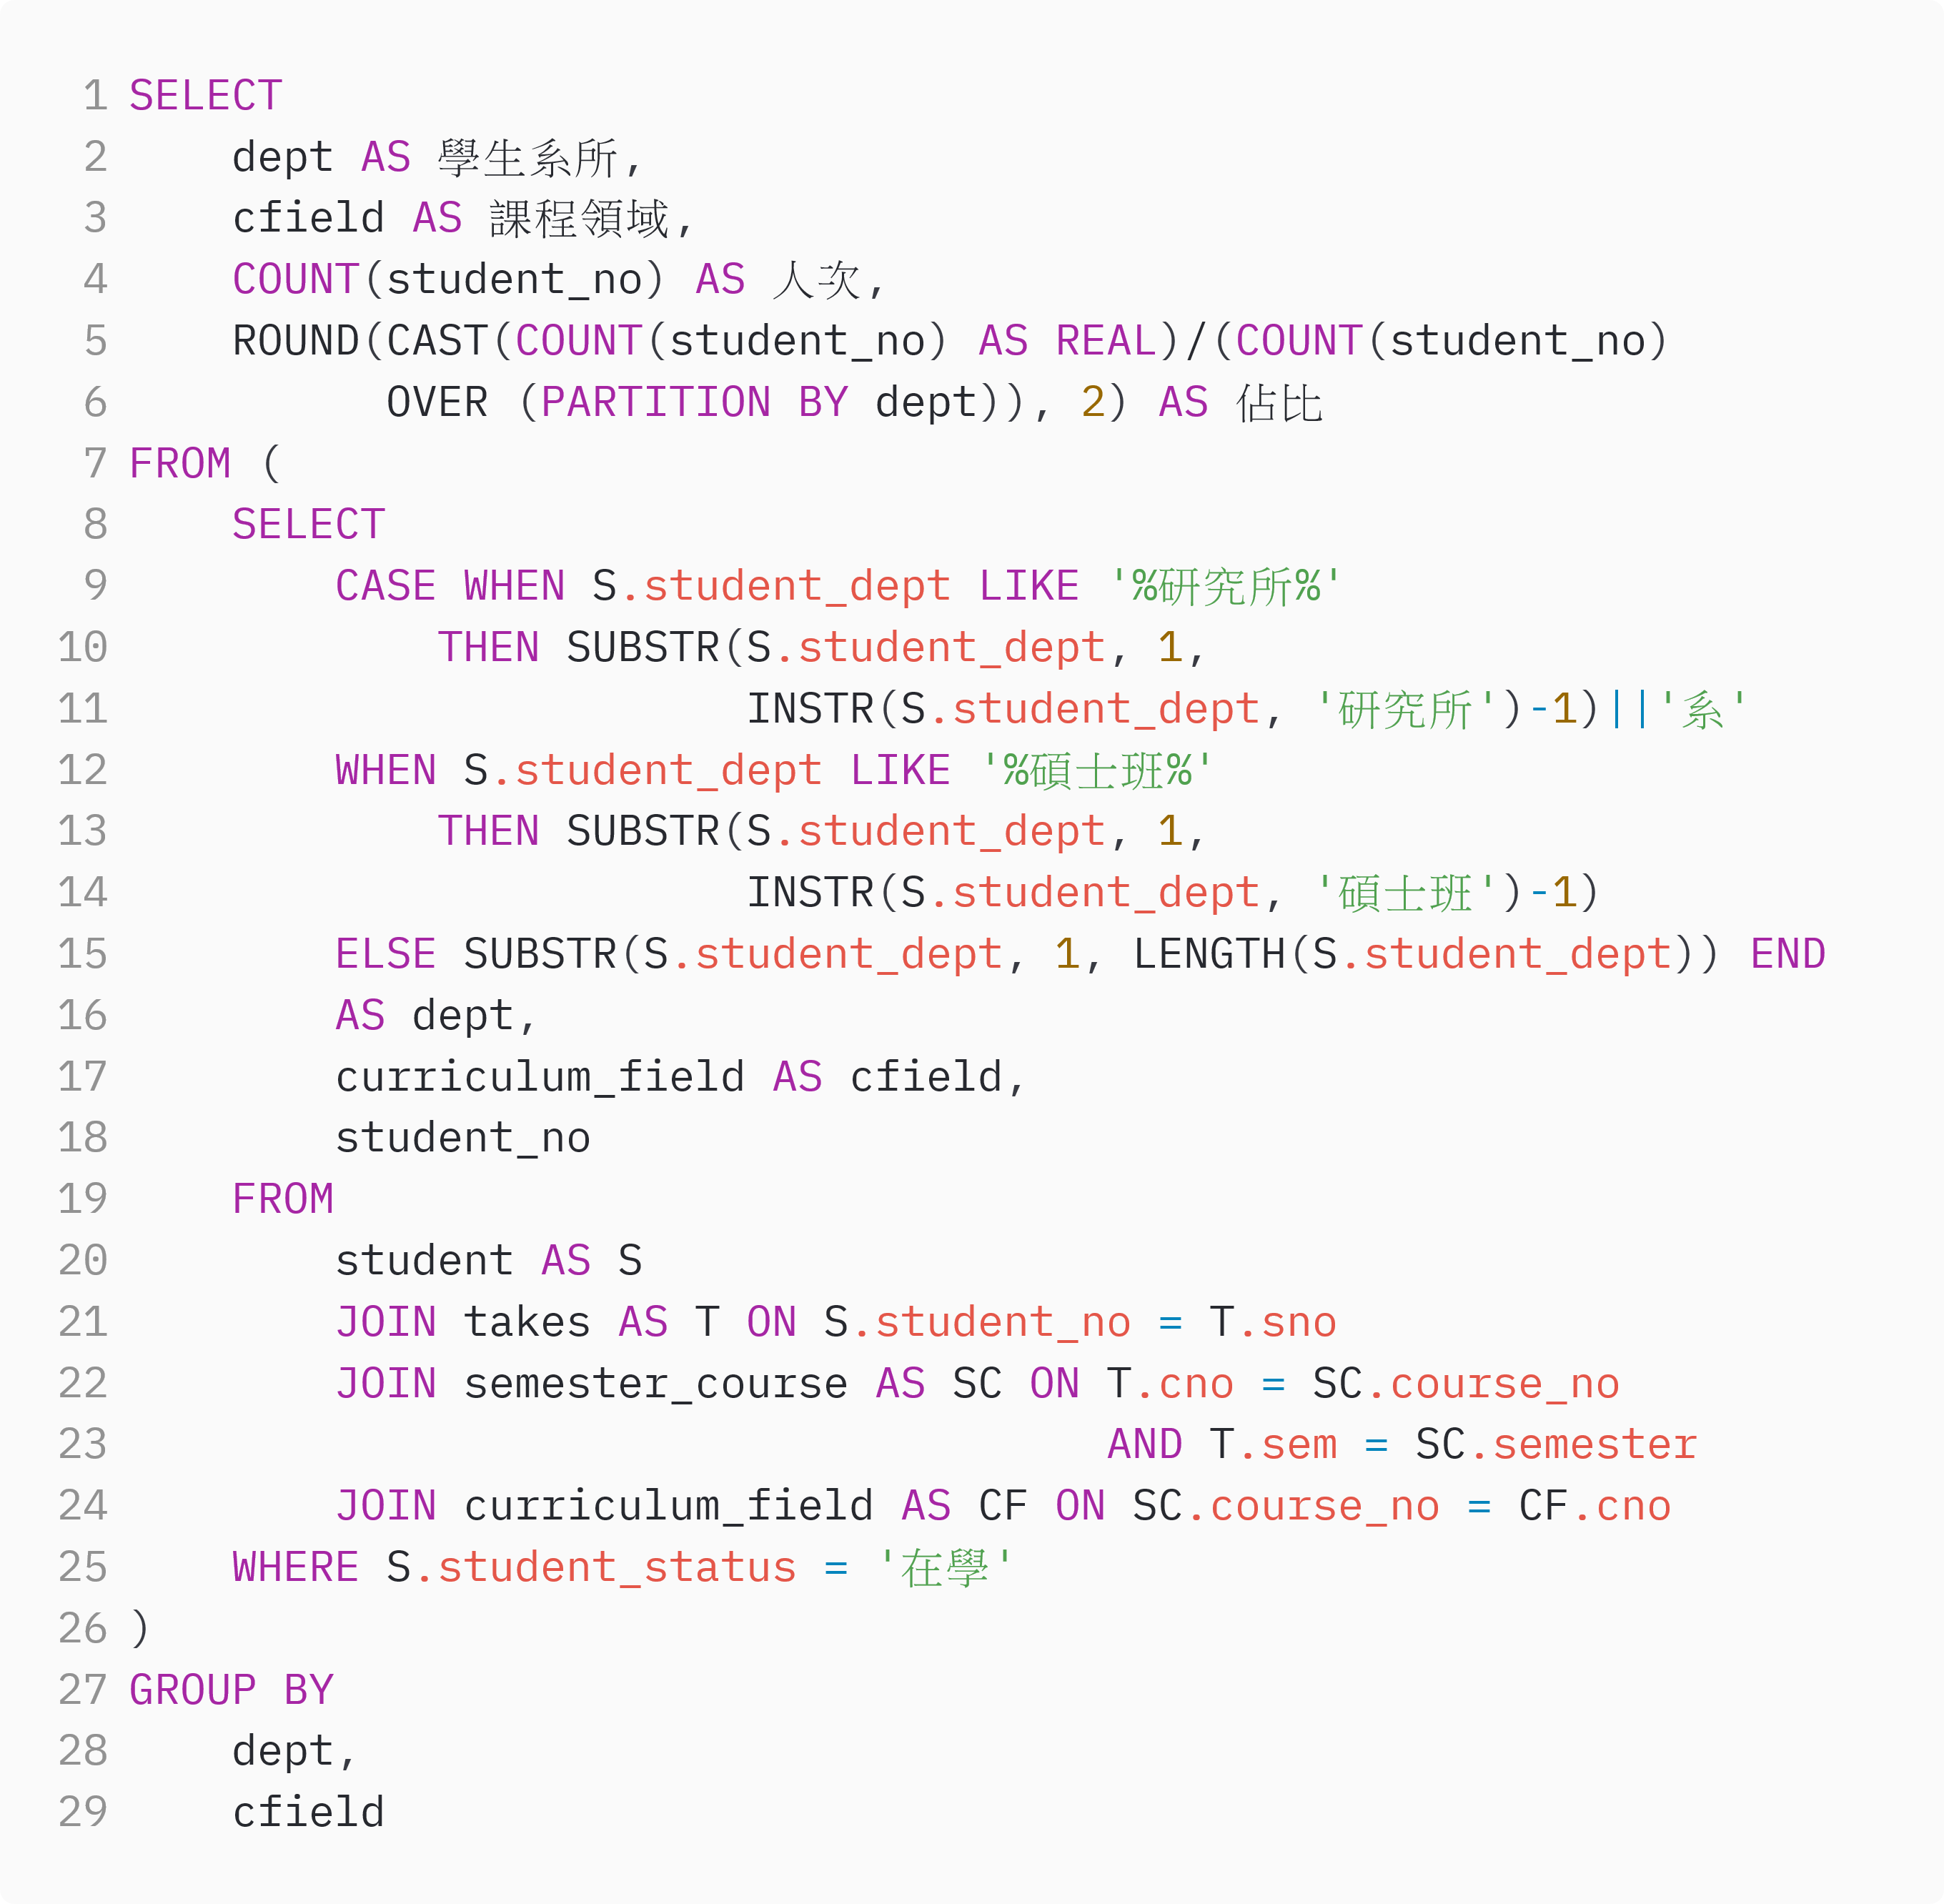 1 SELECT
2     dept AS 學生系所,
3     cfield AS 課程領域,
4     COUNT(student_no) AS 人次,
5     ROUND(CAST(COUNT(student_no) AS REAL)/(COUNT(student_no)
6           OVER (PARTITION BY dept)), 2) AS 佔比
7 FROM (
8     SELECT
9         CASE WHEN S.student_dept LIKE '%研究所%'
10             THEN SUBSTR(S.student_dept, 1,
11                         INSTR(S.student_dept, '研究所')-1)||'系'
12         WHEN S.student_dept LIKE '%碩士班%'
13             THEN SUBSTR(S.student_dept, 1,
14                         INSTR(S.student_dept, '碩士班')-1)
15         ELSE SUBSTR(S.student_dept, 1, LENGTH(S.student_dept)) END
16         AS dept,
17         curriculum_field AS cfield,
18         student_no
19     FROM
20         student AS S
21         JOIN takes AS T ON S.student_no = T.sno
22         JOIN semester_course AS SC ON T.cno = SC.course_no
23                                       AND T.sem = SC.semester
24         JOIN curriculum_field AS CF ON SC.course_no = CF.cno
25     WHERE S.student_status = '在學'
26 )
27 GROUP BY
28     dept,
29     cfield